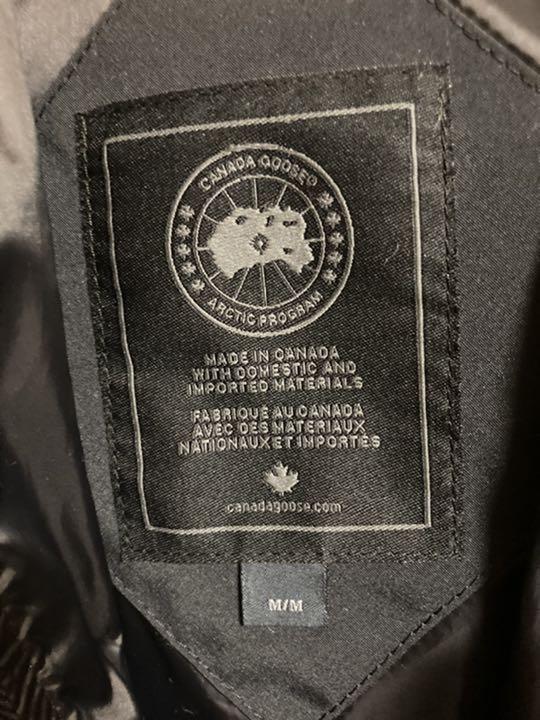 CANADA GOOSE®
ARCTIC PROGRAM
MADE IN CANADA
WITH DOMESTIC AND
IMPORTED MATERIALS
FABRIQUÉ AU CANADA
AVEC DES MATERIAUX
NATIONAUX ET IMPORTÉS
canadagoose.com
M/M